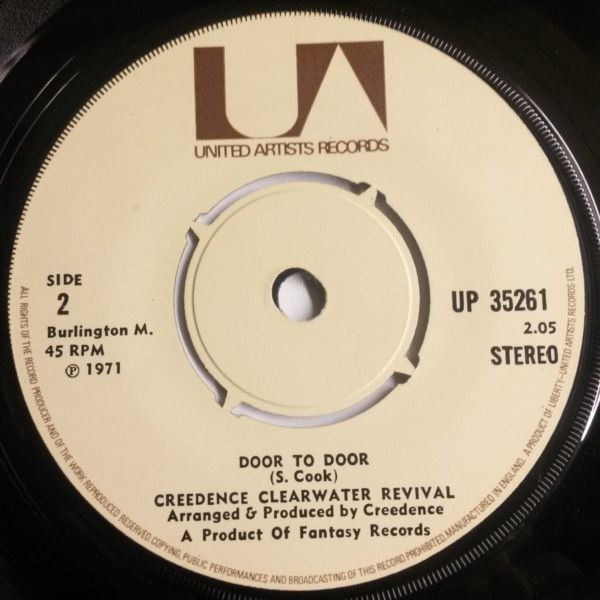 UA
UNITED ARTISTS RECORDS
SIDE
2
Burlington M.
45 RPM
℗ 1971
UP 35261
2.05
STEREO
DOOR TO DOOR
(S. Cook)
CREEDENCE CLEARWATER REVIVAL
Arranged & Produced by Creedence
A Product Of Fantasy Records
ALL RIGHTS OF THE RECORD PRODUCER AND OF THE OWNER OF THE WORK REPRODUCED RESERVED COPYING, PUBLIC PERFORMANCES AND BROADCASTING OF THIS RECORD PROHIBITED. MANUFACTURED IN ENGLAND. A PRODUCT OF LIBERTY-UNITED ARTISTS RECORDS LTD.